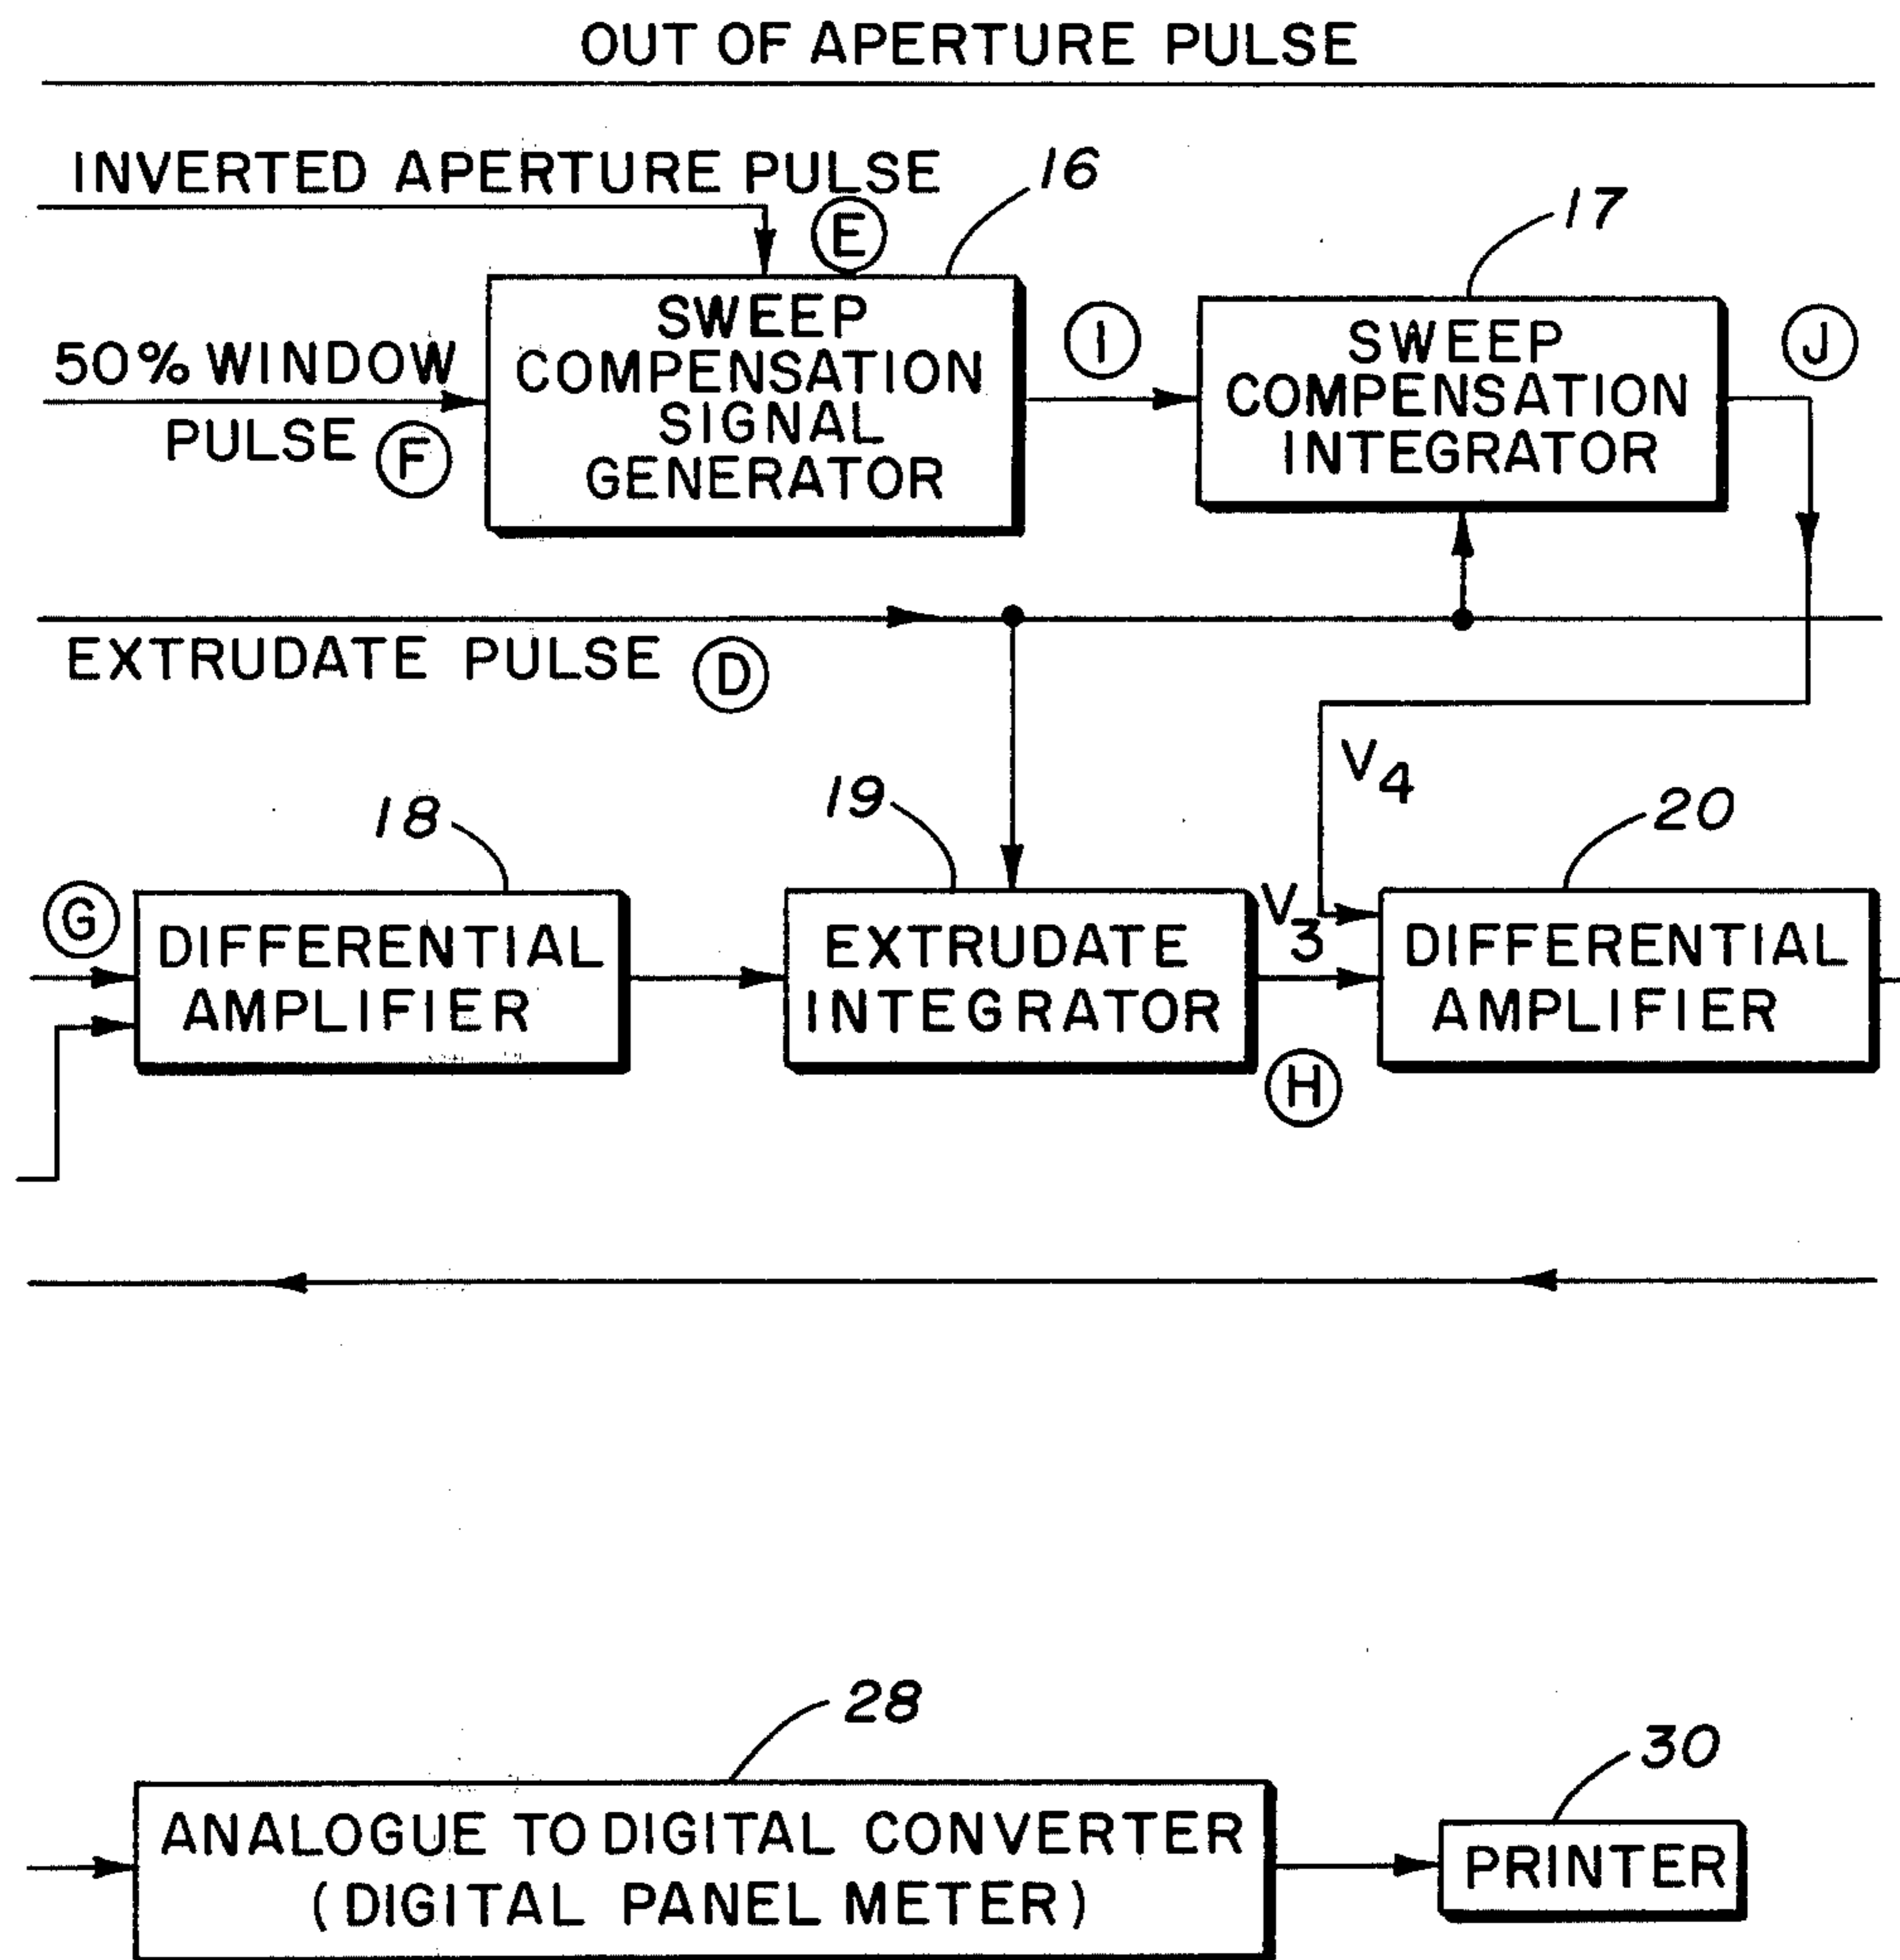 OUT OF APERTURE PULSE
INVERTED APERTURE PULSE
E
16
17
50% WINDOW
PULSE F
SWEEP
COMPENSATION
SIGNAL
GENERATOR
I
SWEEP
COMPENSATION
INTEGRATOR
J
EXTRUDATE PULSE D
V4
18
19
20
G
DIFFERENTIAL
AMPLIFIER
EXTRUDATE
INTEGRATOR
V3
H
DIFFERENTIAL
AMPLIFIER
28
30
ANALOGUE TO DIGITAL CONVERTER
(DIGITAL PANEL METER)
PRINTER